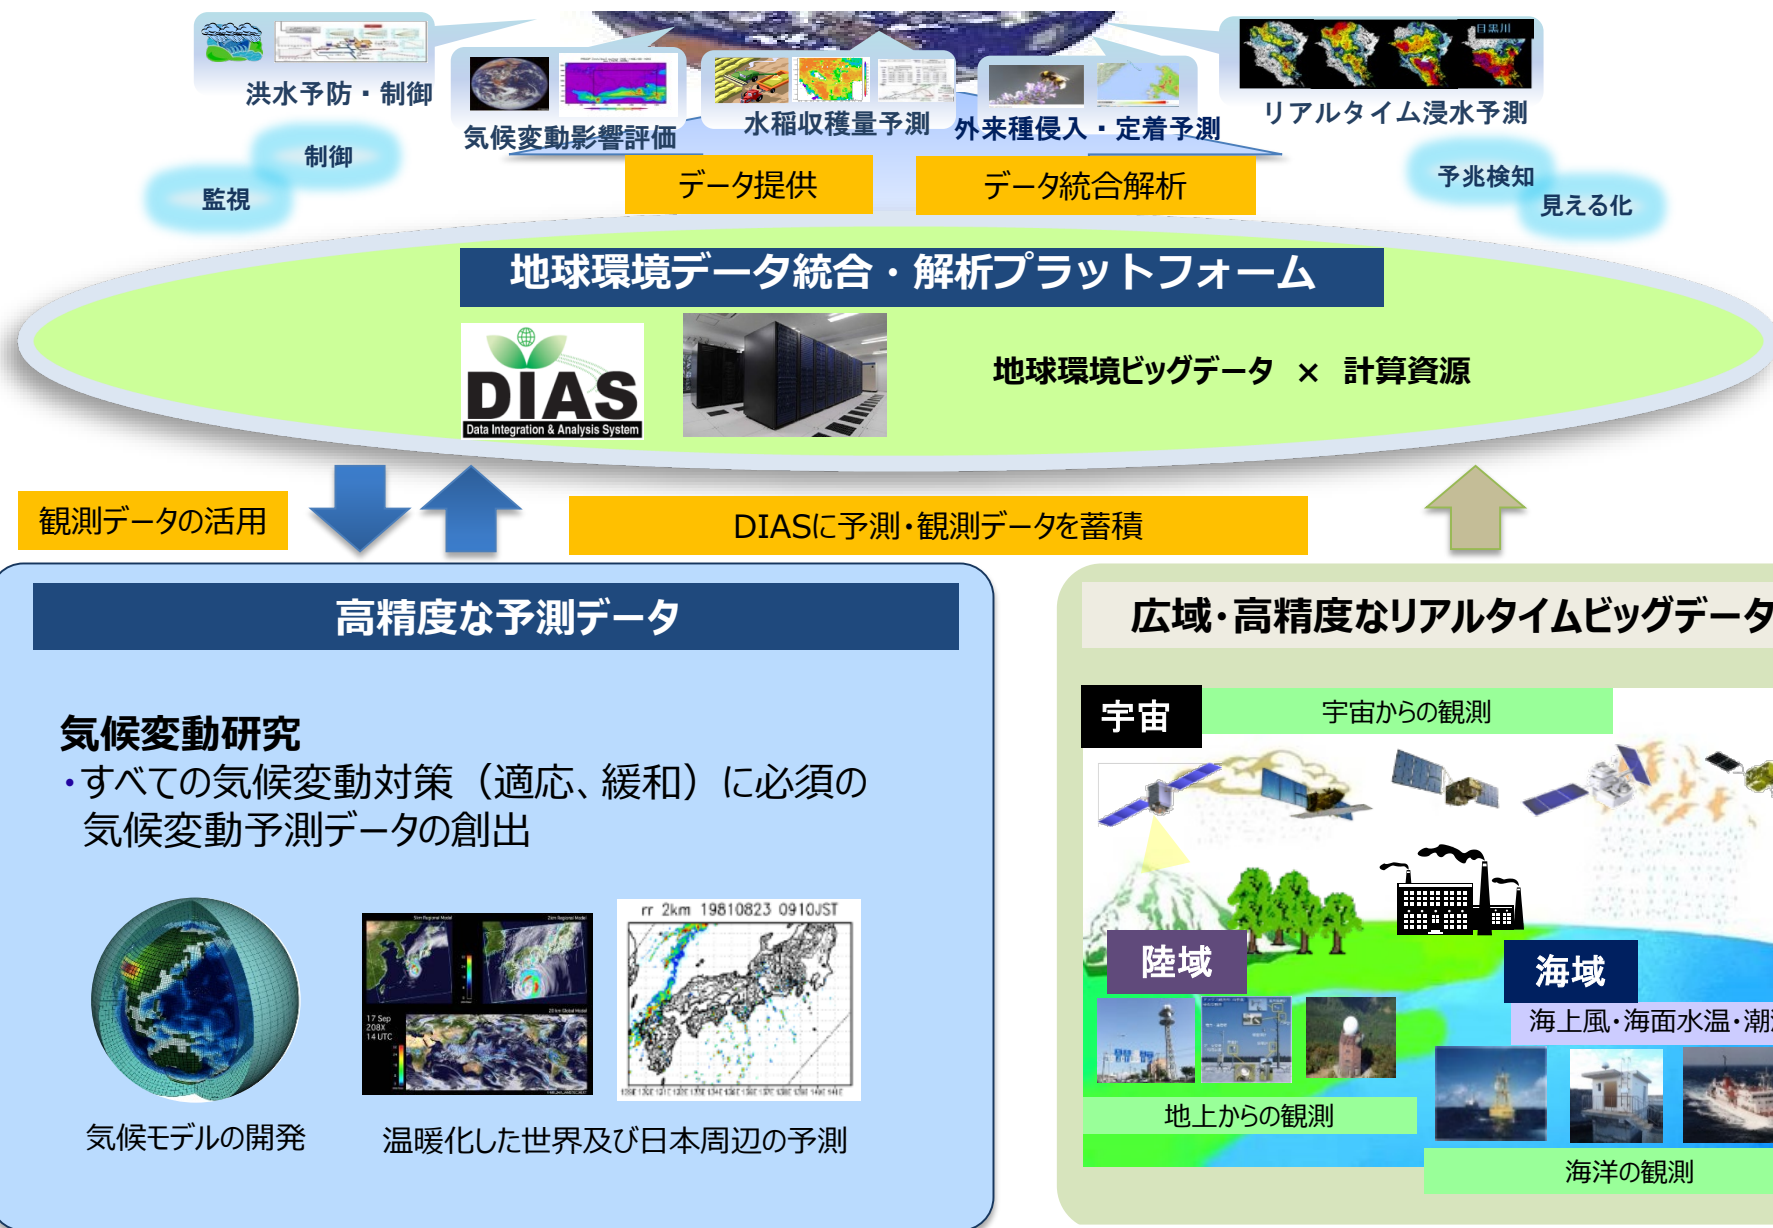 目黒川
洪水予防・制御
気候変動影響評価
水稲収穫量予測
外来種侵入・定着予測
リアルタイム浸水予測
制御
監視
データ提供
データ統合解析
予兆検知
見える化
地球環境データ統合・解析プラットフォーム
DIAS
Data Integration & Analysis System
地球環境ビッグデータ × 計算資源
観測データの活用
DIASに予測・観測データを蓄積
高精度な予測データ
気候変動研究
・すべての気候変動対策（適応、緩和）に必須の
気候変動予測データの創出
rr 2km 19810823 0910JST
17 Sep
208X
14 UTC
気候モデルの開発
温暖化した世界及び日本周辺の予測
広域・高精度なリアルタイムビッグデータ
宇宙
宇宙からの観測
陸域
海域
海上風・海面水温・潮
地上からの観測
海洋の観測